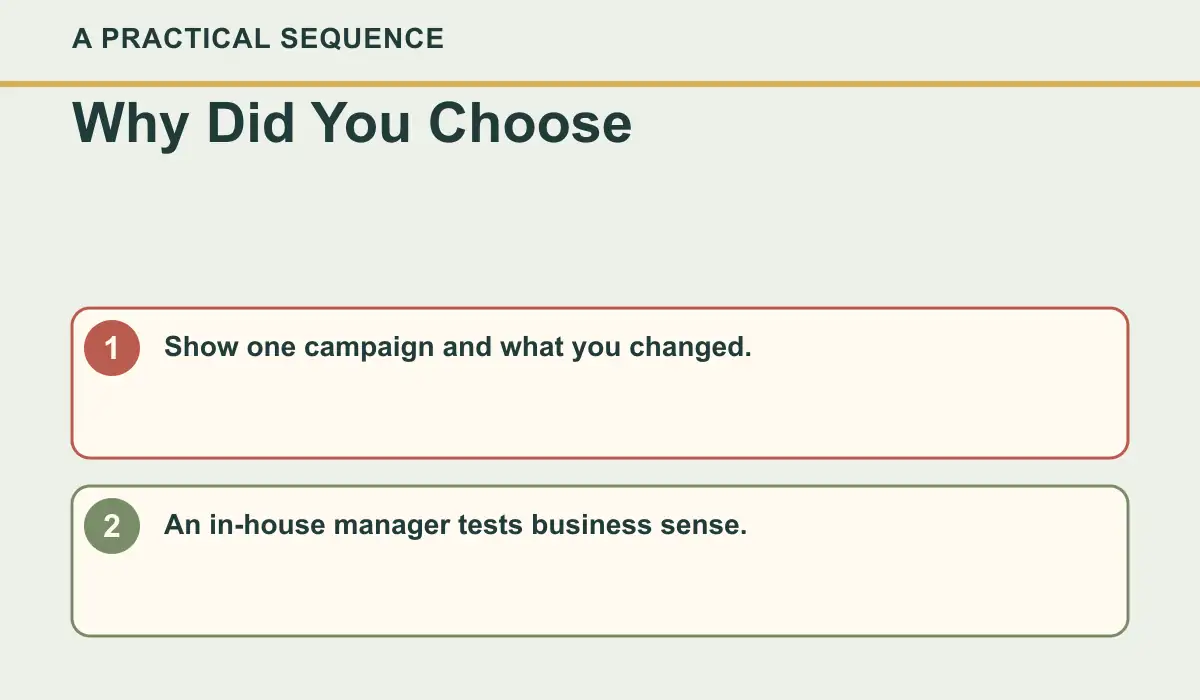 A PRACTICAL SEQUENCE
Why Did You Choose
1 Show one campaign and what you changed.
2 An in-house manager tests business sense.